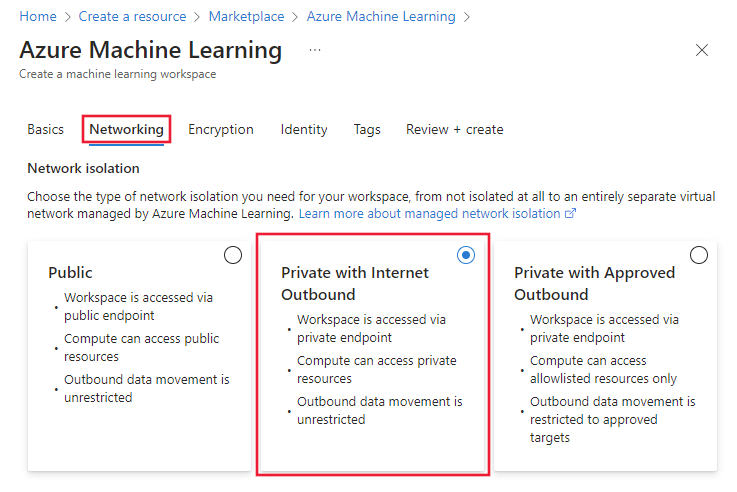 Home > Create a resource > Marketplace > Azure Machine Learning >
Azure Machine Learning ...
Create a machine learning workspace
Basics Networking Encryption Identity Tags Review + create
Network isolation
Choose the type of network isolation you need for your workspace, from not isolated at all to an entirely separate virtual
network managed by Azure Machine Learning. Learn more about managed network isolation
Public
• Workspace is accessed via
public endpoint
• Compute can access public
resources
• Outbound data movement is
unrestricted
Private with Internet
Outbound
• Workspace is accessed via
private endpoint
• Compute can access private
resources
• Outbound data movement is
unrestricted
Private with Approved
Outbound
• Workspace is accessed via
private endpoint
• Compute can access
allowlisted resources only
• Outbound data movement is
restricted to approved
targets